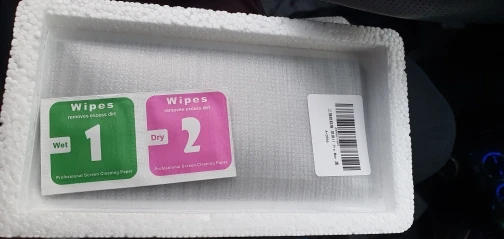 Wipes
removes excess dirt
Wet
1
Professional Screen Cleaning Paper
Wipes
removes excess dirt
Dry
2
Professional Screen Cleaning Paper